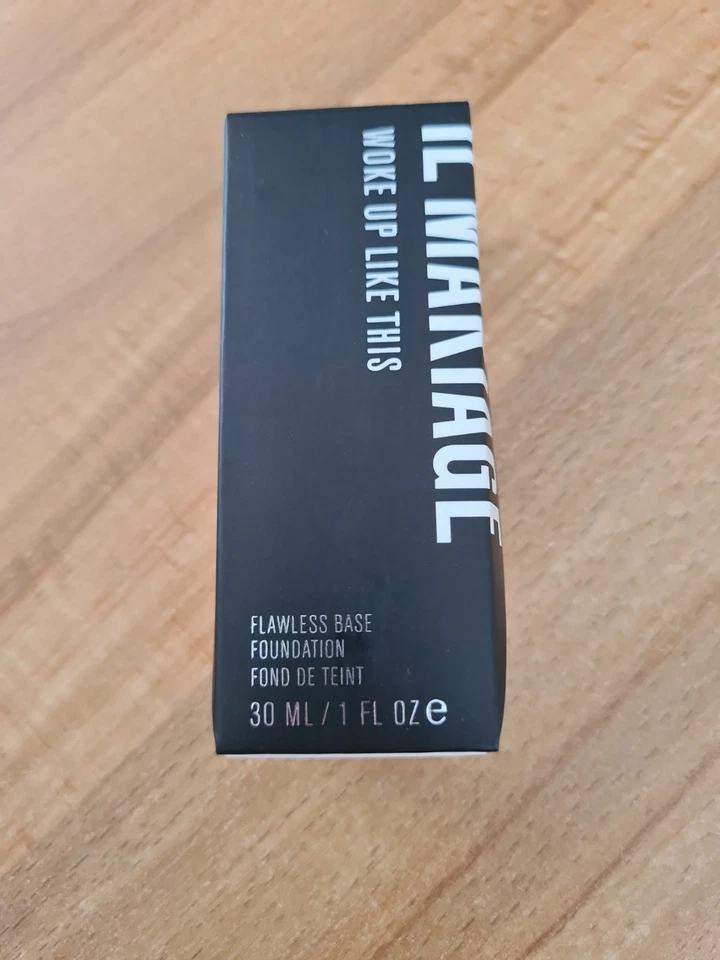 IL MAKIAGE
WOKE UP LIKE THIS
FLAWLESS BASE
FOUNDATION
FOND DE TEINT
30 ML / 1 FL OZ e